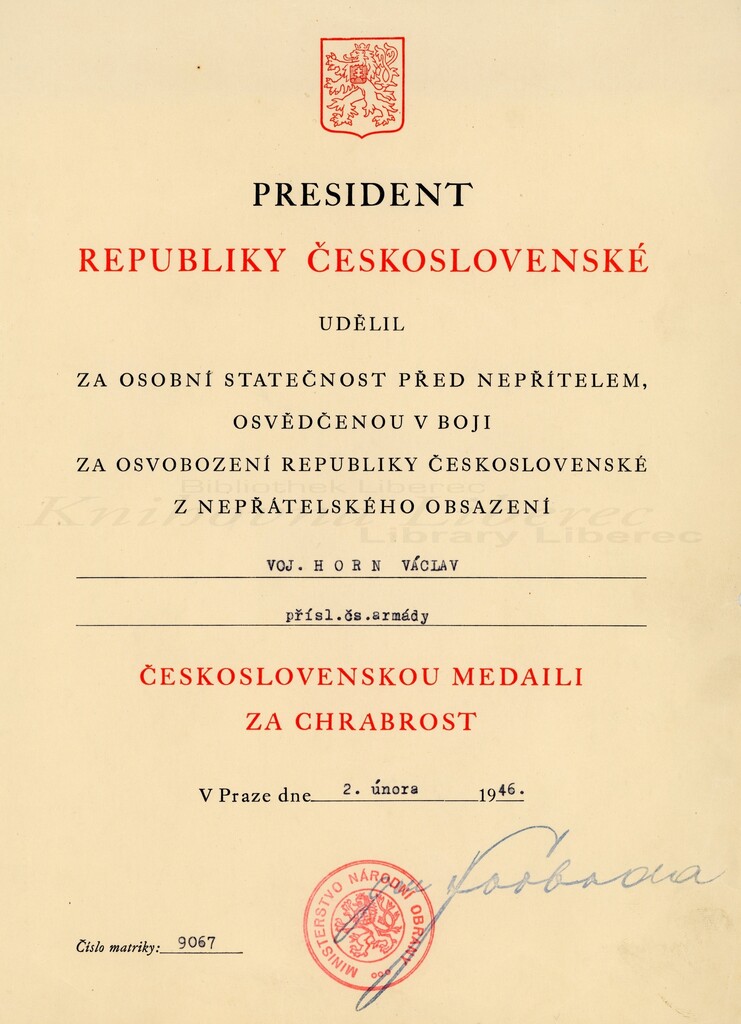 PRESIDENT
REPUBLIKY ČESKOSLOVENSKÉ
UDĚLIL
ZA OSOBNÍ STATEČNOST PŘED NEPŘÍTELEM,
OSVĚDČENOU V BOJI
ZA OSVOBOZENÍ REPUBLIKY ČESKOSLOVENSKÉ
Bibliothek Liberec
Z NEPŘÁTELSKÉHO OBSAZENÍ
Knihovna Liberec
Library Liberec
VOJ. H O R N VÁCLAV
přísl.čs.armády
ČESKOSLOVENSKOU MEDAILI
ZA CHRABROST
V Praze dne 2. února 1946.
Svoboda
MINISTERSTVO NÁRODNÍ OBRANY
Číslo matriky: 9067